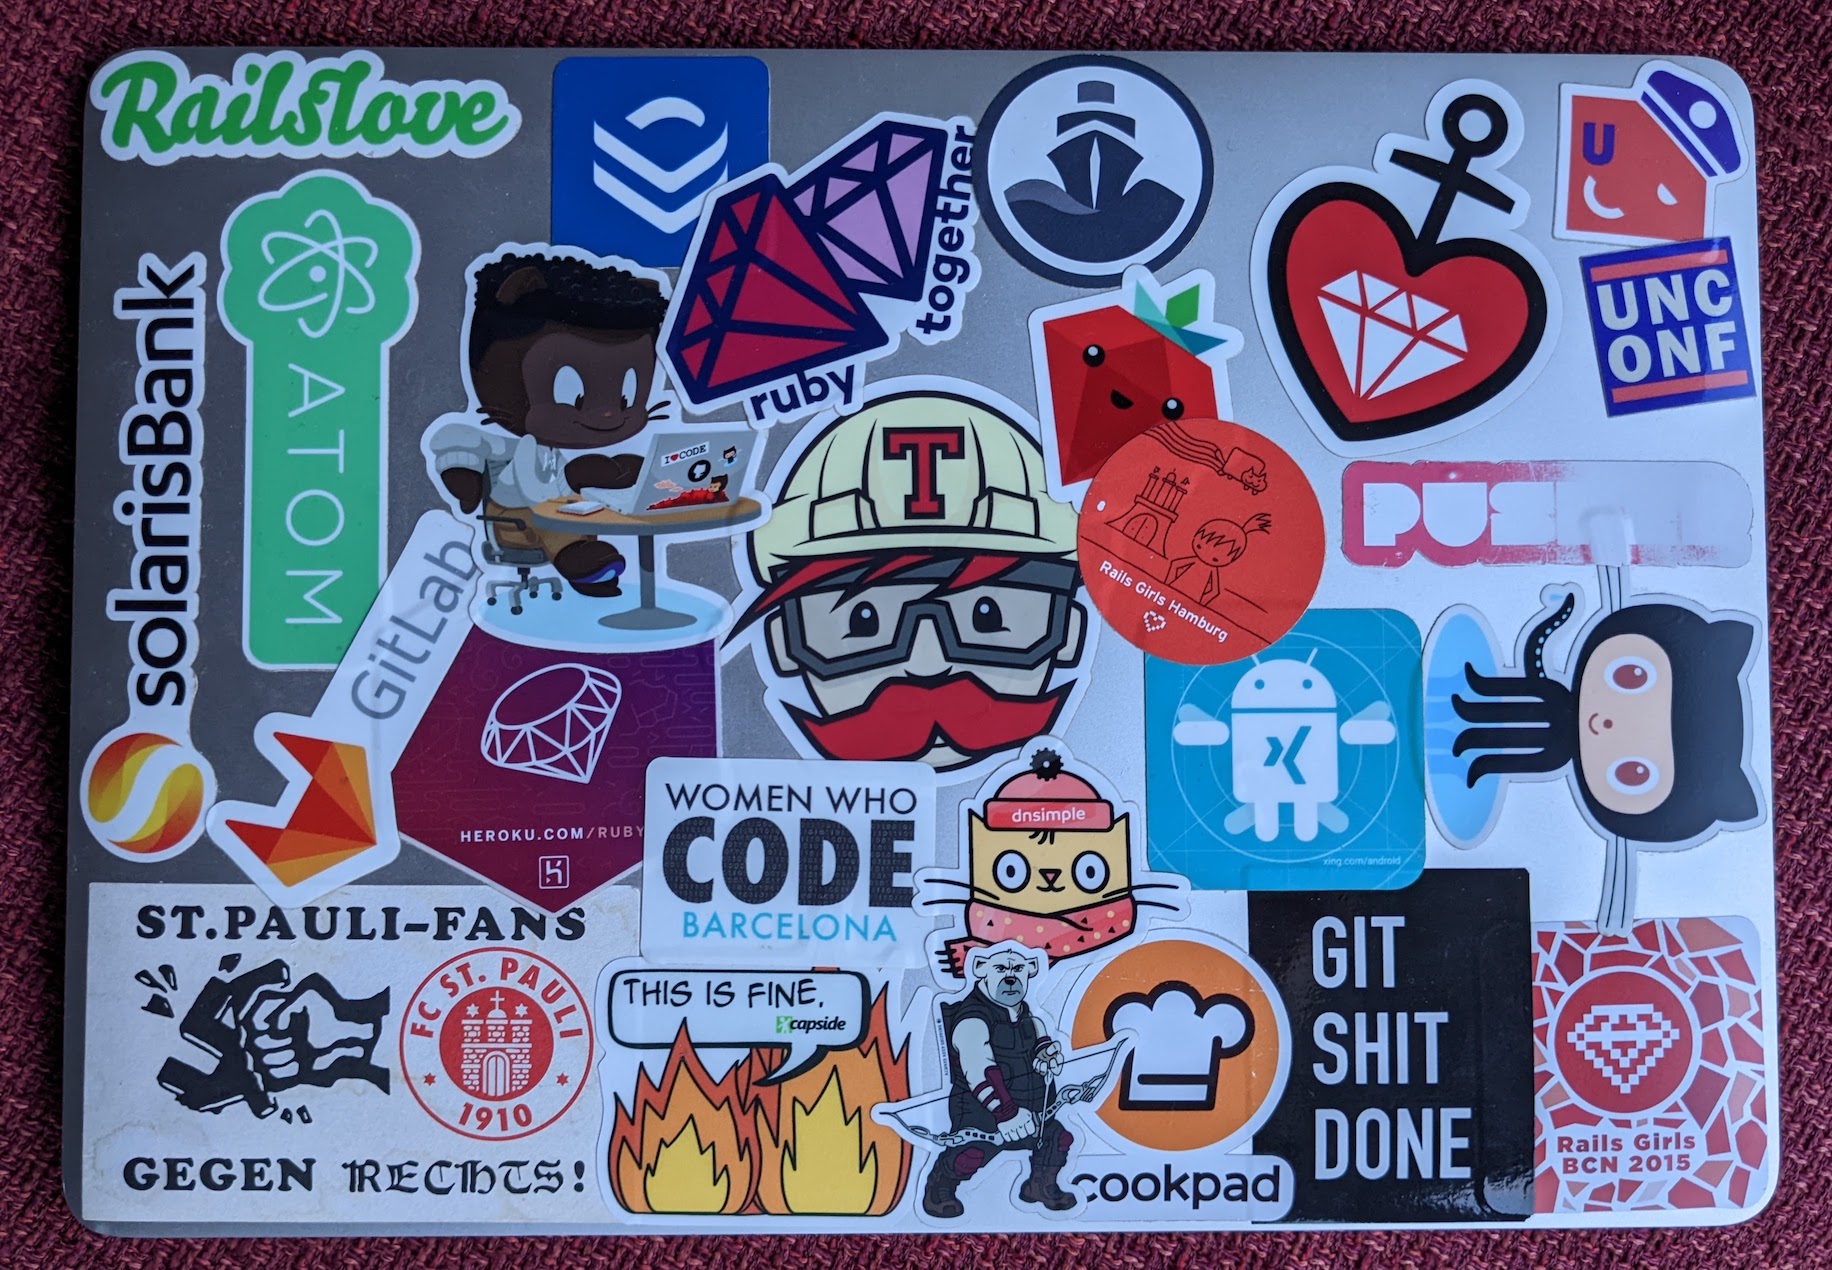 Railslove
solarisBank
ATOM
ruby
together
U
UNC
ONF
I ♥ CODE
T
Rails Girls Hamburg
GitLab
HEROKU.COM/RUBY
WOMEN WHO
CODE
BARCELONA
dnsimple
xing.com/android
ST.PAULI-FANS
FC ST. PAULI
1910
GEGEN RECHTS!
THIS IS FINE.
capside
cookpad
GIT
SHIT
DONE
Rails Girls
BCN 2015